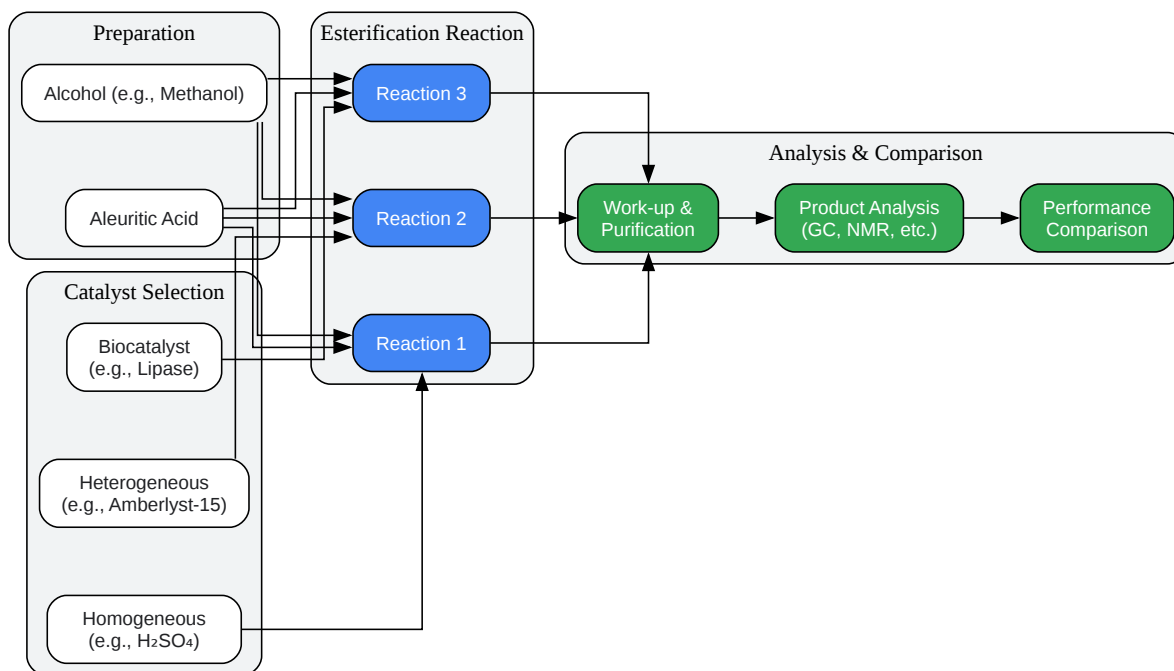 Preparation
Alcohol (e.g., Methanol)
Aleuritic Acid
Catalyst Selection
Biocatalyst
(e.g., Lipase)
Heterogeneous
(e.g., Amberlyst-15)
Homogeneous
(e.g., H₂SO₄)
Esterification Reaction
Reaction 3
Reaction 2
Reaction 1
Analysis & Comparison
Work-up &
Purification
Product Analysis
(GC, NMR, etc.)
Performance
Comparison